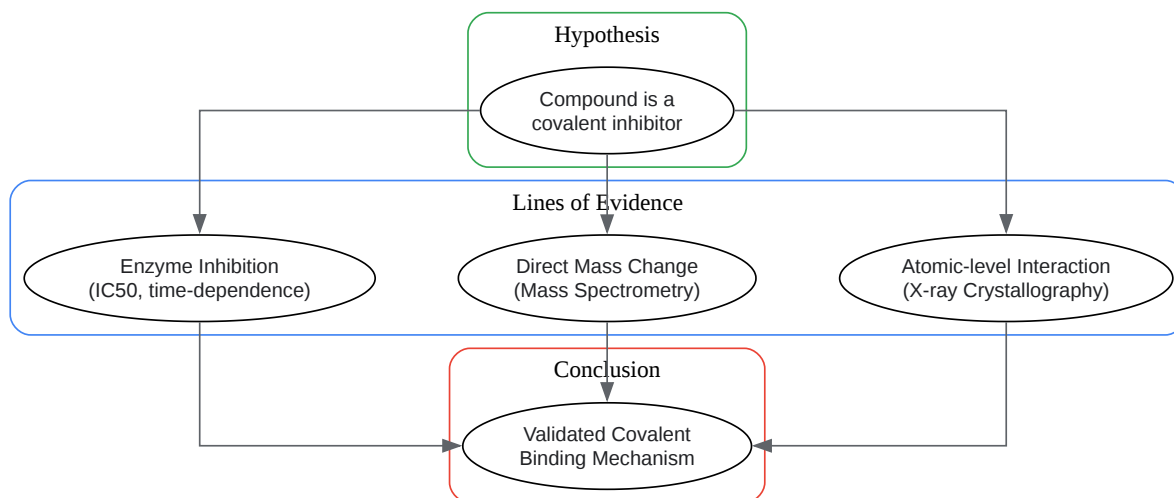 Hypothesis
Compound is a
covalent inhibitor
Lines of Evidence
Enzyme Inhibition
(IC50, time-dependence)
Direct Mass Change
(Mass Spectrometry)
Atomic-level Interaction
(X-ray Crystallography)
Conclusion
Validated Covalent
Binding Mechanism